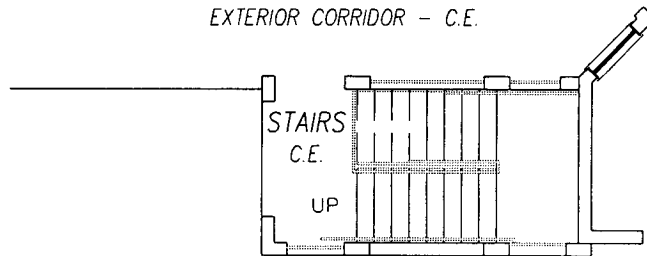 EXTERIOR CORRIDOR - C.E.
STAIRS
C.E.
UP